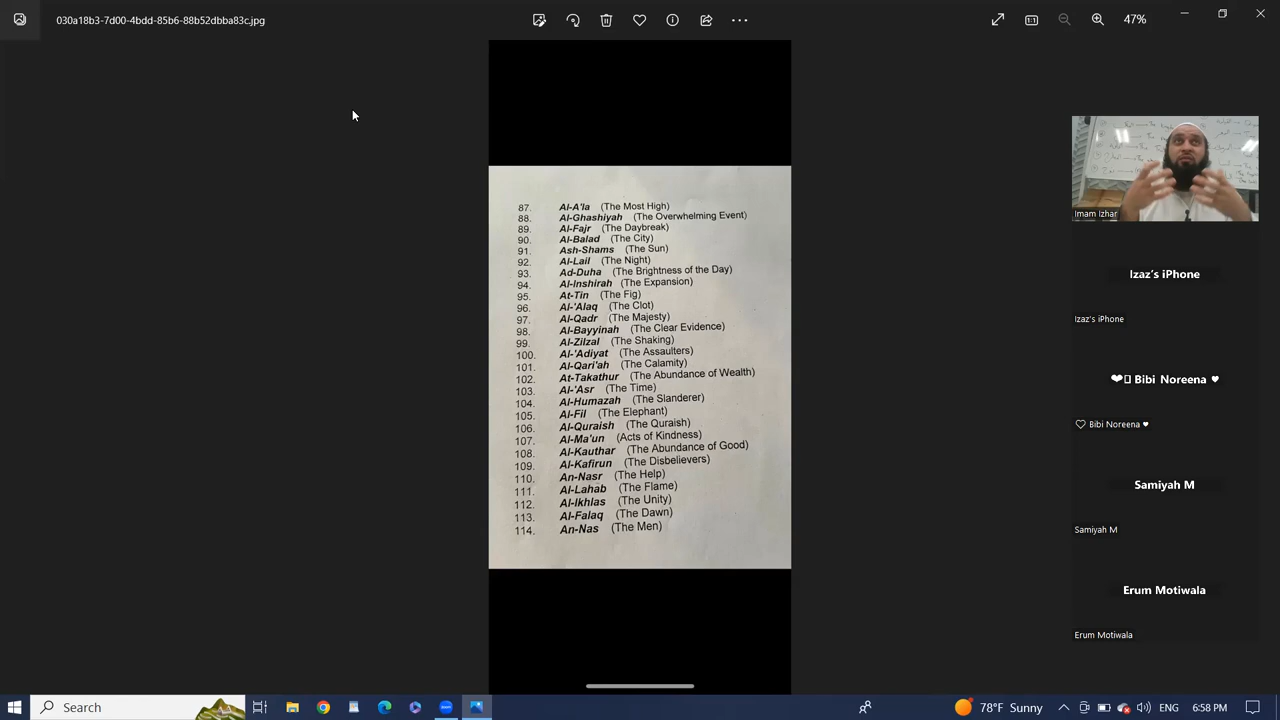 030a18b3-7d00-4bdd-85b6-88b52dbba83c.jpg
47%
87. Al-A'la (The Most High)
88. Al-Ghashiyah (The Overwhelming Event)
89. Al-Fajr (The Daybreak)
90. Al-Balad (The City)
91. Ash-Shams (The Sun)
92. Al-Lail (The Night)
93. Ad-Duha (The Brightness of the Day)
94. Al-Inshirah (The Expansion)
95. At-Tin (The Fig)
96. Al-'Alaq (The Clot)
97. Al-Qadr (The Majesty)
98. Al-Bayyinah (The Clear Evidence)
99. Al-Zilzal (The Shaking)
100. Al-'Adiyat (The Assaulters)
101. Al-Qari'ah (The Calamity)
102. At-Takathur (The Abundance of Wealth)
103. Al-'Asr (The Time)
104. Al-Humazah (The Slanderer)
105. Al-Fil (The Elephant)
106. Al-Quraish (The Quraish)
107. Al-Ma'un (Acts of Kindness)
108. Al-Kauthar (The Abundance of Good)
109. Al-Kafirun (The Disbelievers)
110. An-Nasr (The Help)
111. Al-Lahab (The Flame)
112. Al-Ikhlas (The Unity)
113. Al-Falaq (The Dawn)
114. An-Nas (The Men)
Imam Izhar
Izaz's iPhone
Izaz's iPhone
Bibi Noreena
Bibi Noreena
Samiyah M
Samiyah M
Erum Motiwala
Erum Motiwala
Search
78°F Sunny
ENG
6:58 PM